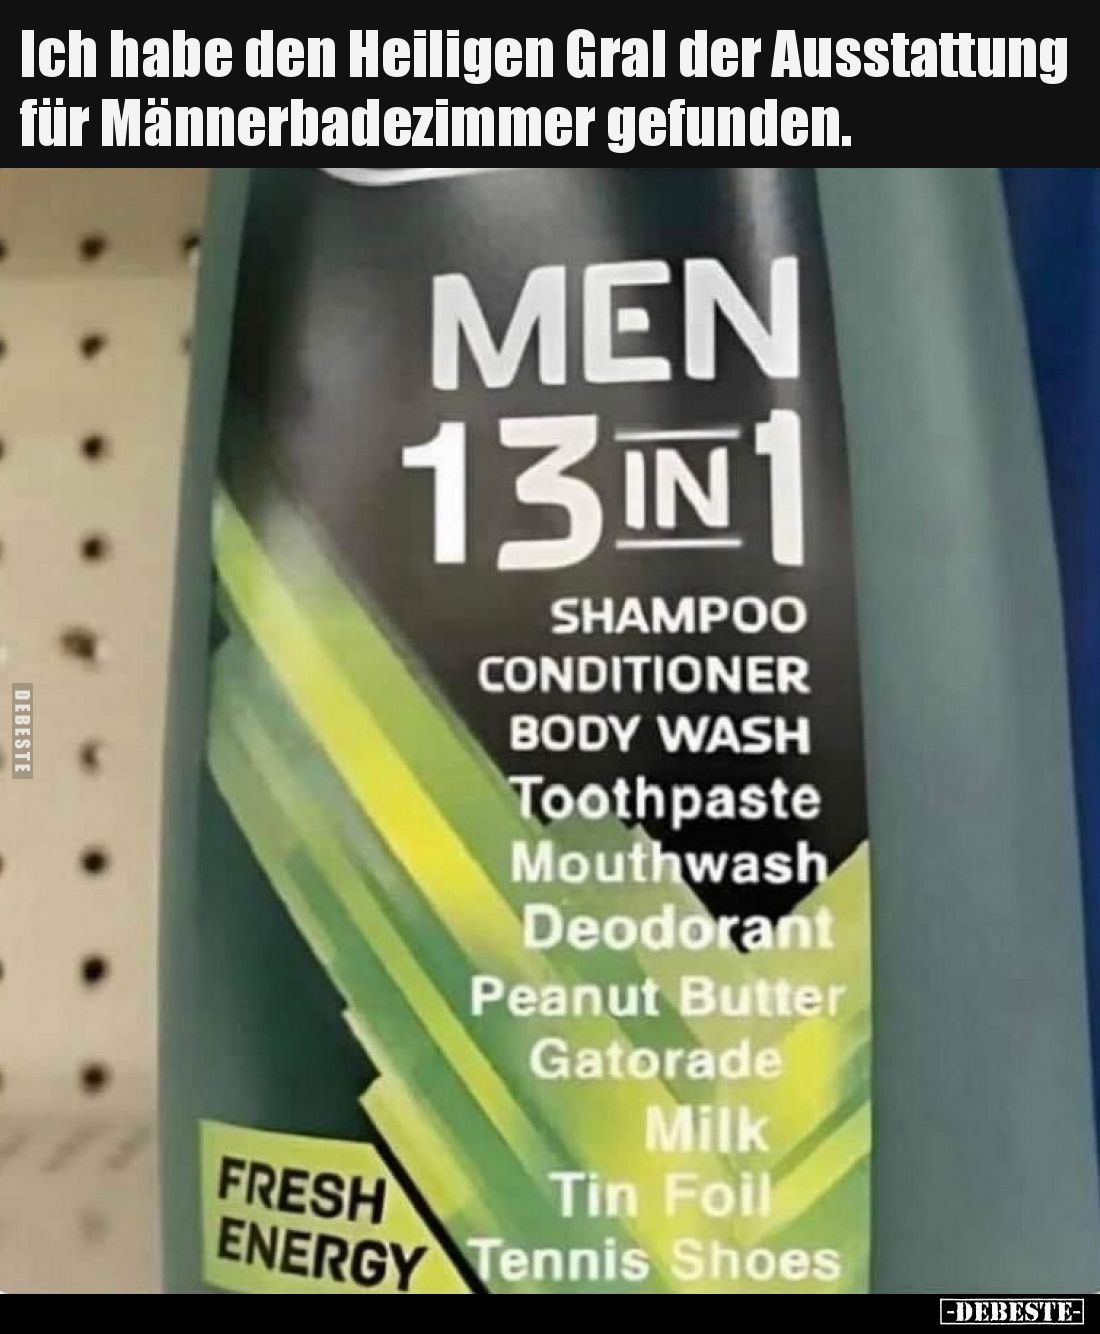 Ich habe den Heiligen Gral der Ausstattung
für Männerbadezimmer gefunden.
MEN
13 IN 1
SHAMPOO
CONDITIONER
BODY WASH
Toothpaste
Mouthwash
Deodorant
Peanut Butter
Gatorade
Milk
Tin Foil
Tennis Shoes
FRESH
ENERGY
DEBESTE
-DEBESTE-